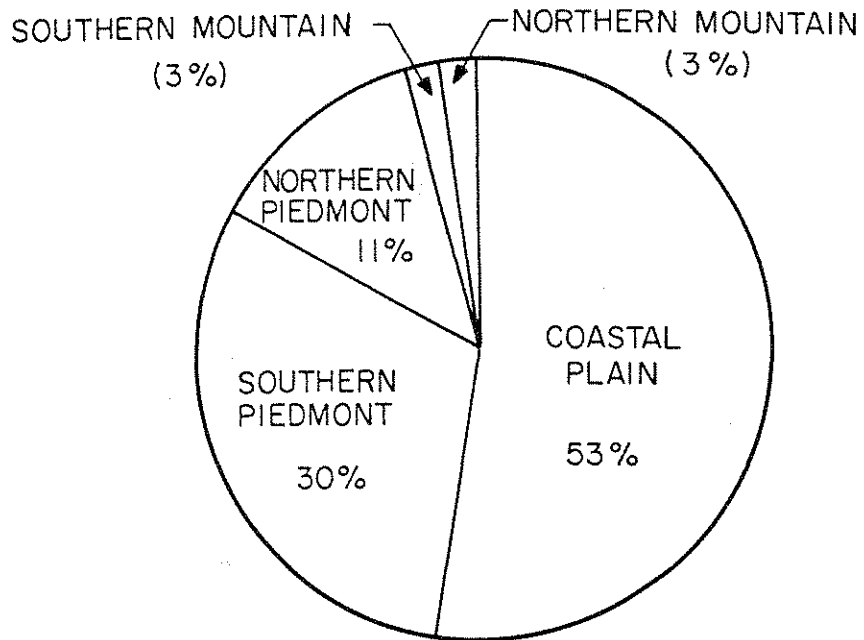 SOUTHERN MOUNTAIN
(3%)
NORTHERN MOUNTAIN
(3%)
NORTHERN
PIEDMONT
11%
COASTAL
PLAIN
53%
SOUTHERN
PIEDMONT
30%